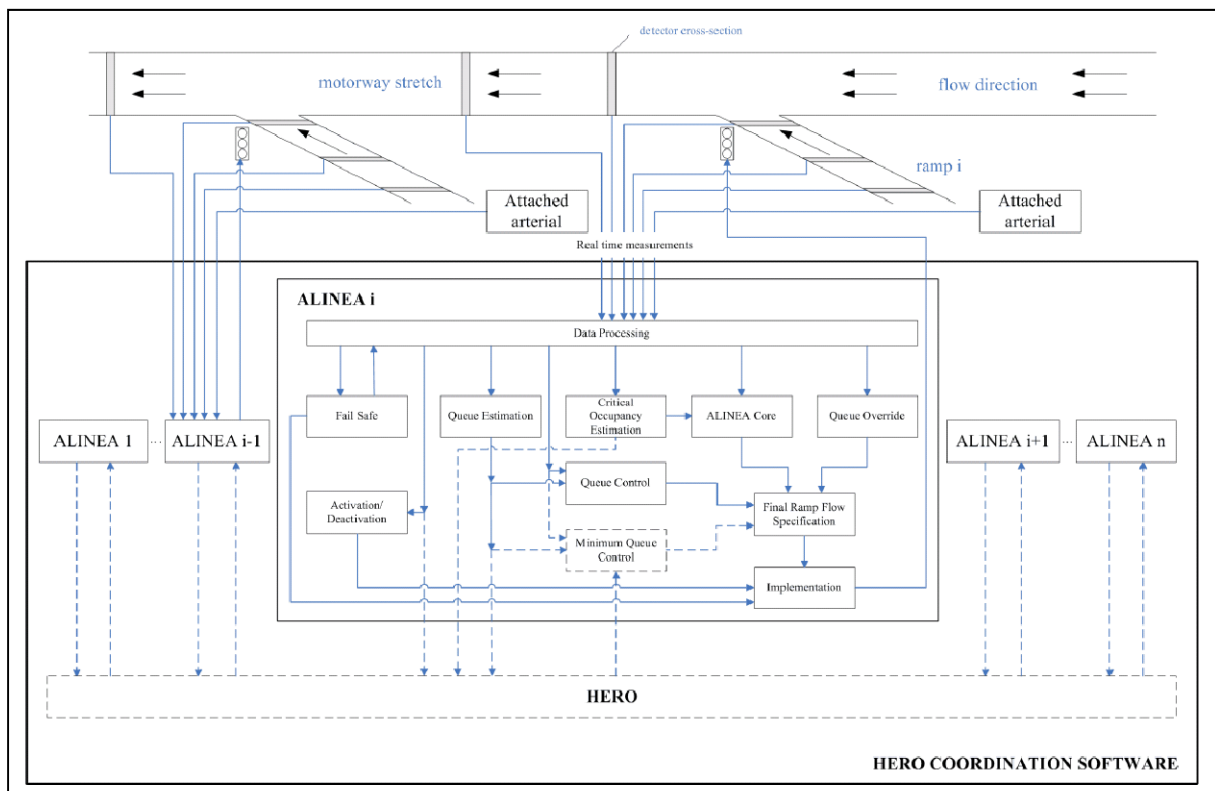 detector cross-section
motorway stretch
flow direction
ramp i
Attached
arterial
Attached
arterial
Real time measurements
ALINEA i
Data Processing
Fail Safe
Queue Estimation
Critical
Occupancy
Estimation
ALINEA Core
Queue Override
ALINEA 1
...
ALINEA i-1
ALINEA i+1
...
ALINEA n
Queue Control
Activation/
Deactivation
Final Ramp Flow
Specification
Minimum Queue
Control
Implementation
HERO
HERO COORDINATION SOFTWARE